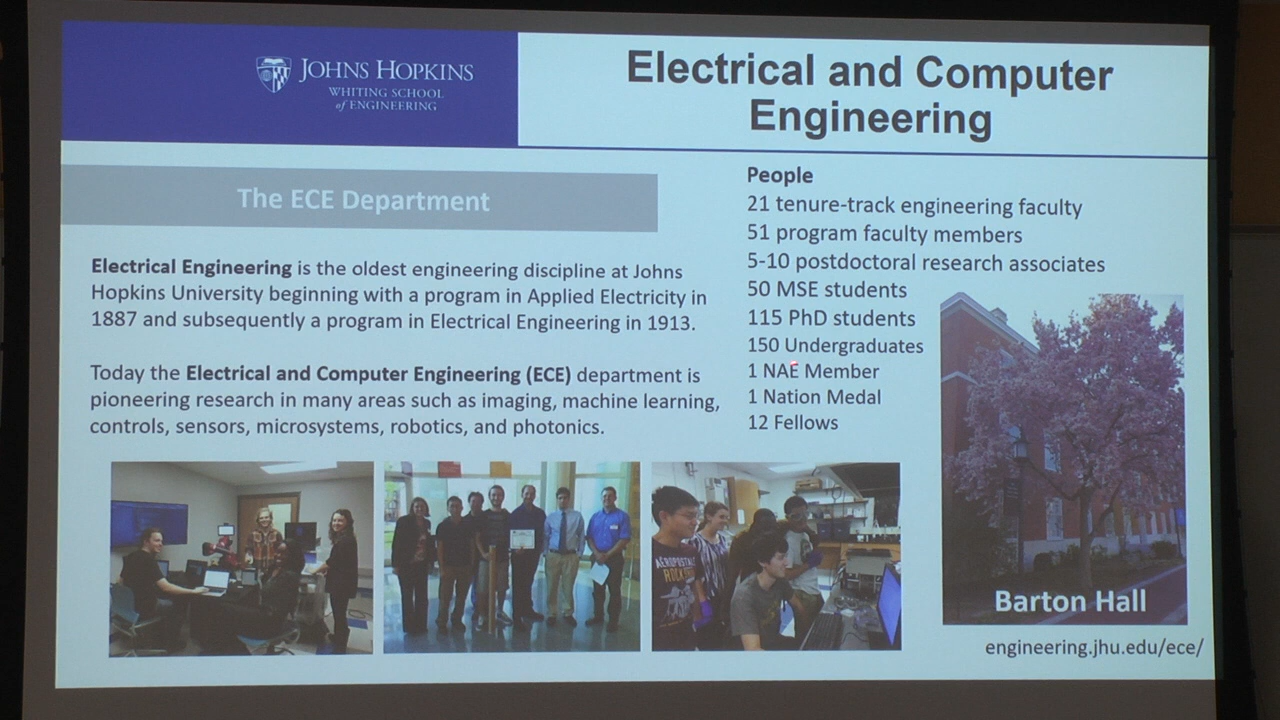 JOHNS HOPKINS
WHITING SCHOOL
of ENGINEERING
Electrical and Computer
Engineering
The ECE Department
Electrical Engineering is the oldest engineering discipline at Johns
Hopkins University beginning with a program in Applied Electricity in
1887 and subsequently a program in Electrical Engineering in 1913.
Today the Electrical and Computer Engineering (ECE) department is
pioneering research in many areas such as imaging, machine learning,
controls, sensors, microsystems, robotics, and photonics.
People
21 tenure-track engineering faculty
51 program faculty members
5-10 postdoctoral research associates
50 MSE students
115 PhD students
150 Undergraduates
1 NAE Member
1 Nation Medal
12 Fellows
AEROPOSTALE
Barton Hall
engineering.jhu.edu/ece/